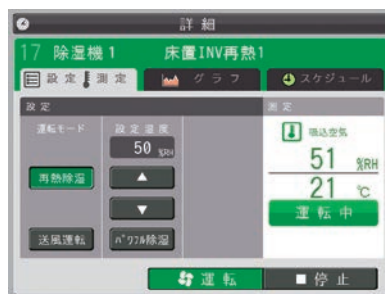 詳細
17 除湿機1 床置INV再熱1
設定 測定 グラフ スケジュール
設定 測定
運転モード 設定湿度 吸込空気
50 %RH 51 %RH
再熱除湿 ▲ 21 ℃
▼ 運転中
送風運転 パワフル除湿
運転 ■停止